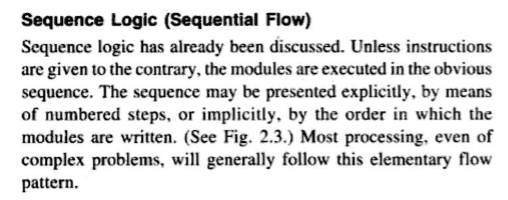 Sequence Logic (Sequential Flow)
Sequence logic has already been discussed. Unless instructions
are given to the contrary, the modules are executed in the obvious
sequence. The sequence may be presented explicitly, by means
of numbered steps, or implicitly, by the order in which the
modules are written. (See Fig. 2.3.) Most processing, even of
complex problems, will generally follow this elementary flow
pattern.